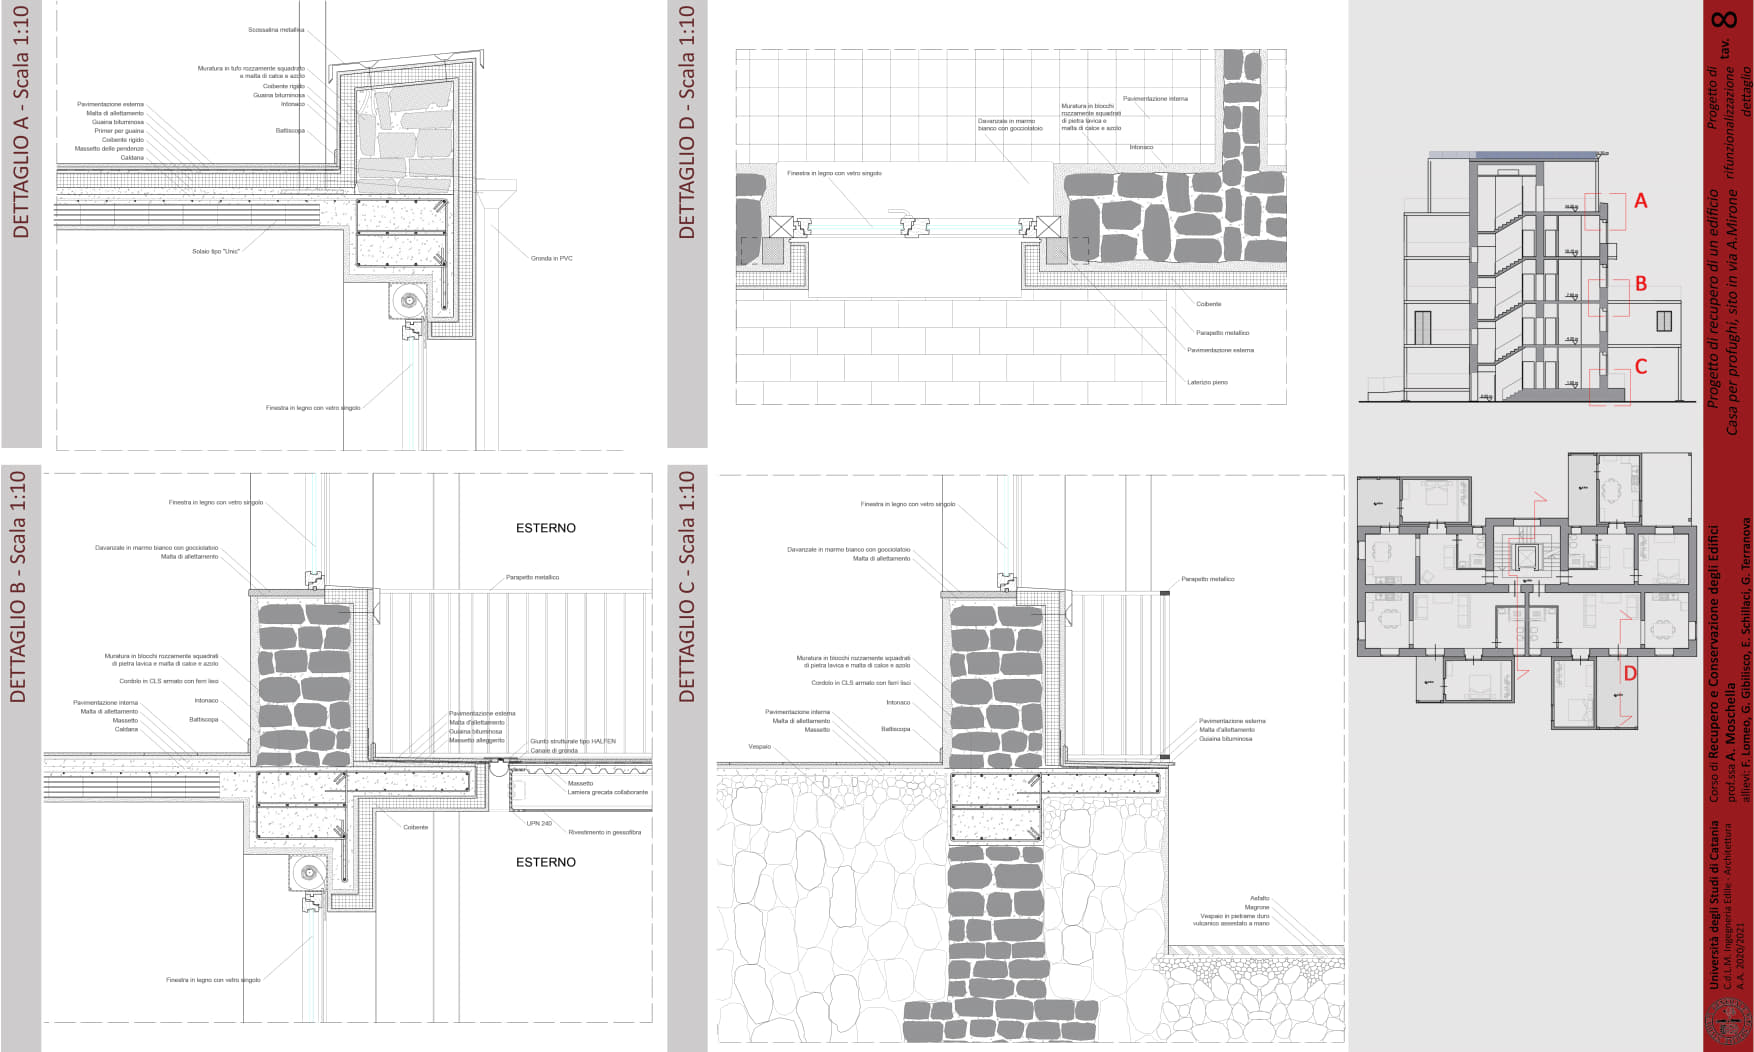 DETTAGLIO A - Scala 1:10
Scossalina metallica
Muratura in tufo rozzamente squadrato
e malta di calce e azolo
Coibente rigido
Guaina bituminosa
Intonaco
Battiscopa
Pavimentazione esterna
Malta di allettamento
Guaina bituminosa
Primer per guaina
Coibente rigido
Massetto delle pendenze
Caldana
Solaio tipo "Unic"
Gronda in PVC
Finestra in legno con vetro singolo
DETTAGLIO D - Scala 1:10
Pavimentazione interna
Muratura in blocchi
rozzamente squadrati
di pietra lavica e
malta di calce e azolo
Davanzale in marmo
bianco con gocciolatoio
Intonaco
Finestra in legno con vetro singolo
Coibente
Parapetto metallico
Pavimentazione esterna
Laterizio pieno
DETTAGLIO B - Scala 1:10
Finestra in legno con vetro singolo
ESTERNO
Davanzale in marmo bianco con gocciolatoio
Malta di allettamento
Parapetto metallico
Muratura in blocchi rozzamente squadrati
di pietra lavica e malta di calce e azolo
Cordolo in CLS armato con ferri lisci
Intonaco
Battiscopa
Pavimentazione interna
Malta di allettamento
Massetto
Caldana
Pavimentazione esterna
Malta d'allettamento
Guaina bituminosa
Massetto alleggerito
Giunto strutturale tipo HALFEN
Canale di gronda
Massetto
Lamiera grecata collaborante
UPN 240
Rivestimento in gessofibra
Coibente
ESTERNO
Finestra in legno con vetro singolo
DETTAGLIO C - Scala 1:10
Finestra in legno con vetro singolo
Davanzale in marmo bianco con gocciolatoio
Malta di allettamento
Parapetto metallico
Muratura in blocchi rozzamente squadrati
di pietra lavica e malta di calce e azolo
Cordolo in CLS armato con ferri lisci
Intonaco
Battiscopa
Pavimentazione interna
Malta di allettamento
Massetto
Vespaio
Pavimentazione esterna
Malta d'allettamento
Guaina bituminosa
Asfalto
Magrone
Vespaio in pietrame duro
vulcanico assestato a mano
A
B
C
D
tav. 8
Progetto di
rifunzionalizzazione
dettaglio
Progetto di recupero di un edificio
Casa per profughi, sito in via A.Mirone
Corso di Recupero e Conservazione degli Edifici
prof.ssa A. Moschella
allievi: F. Lomeo, G. Gibilisco, E. Schillaci, G. Terranova
Università degli Studi di Catania
C.d.L.M. Ingegneria Edile - Architettura
A.A. 2020/2021